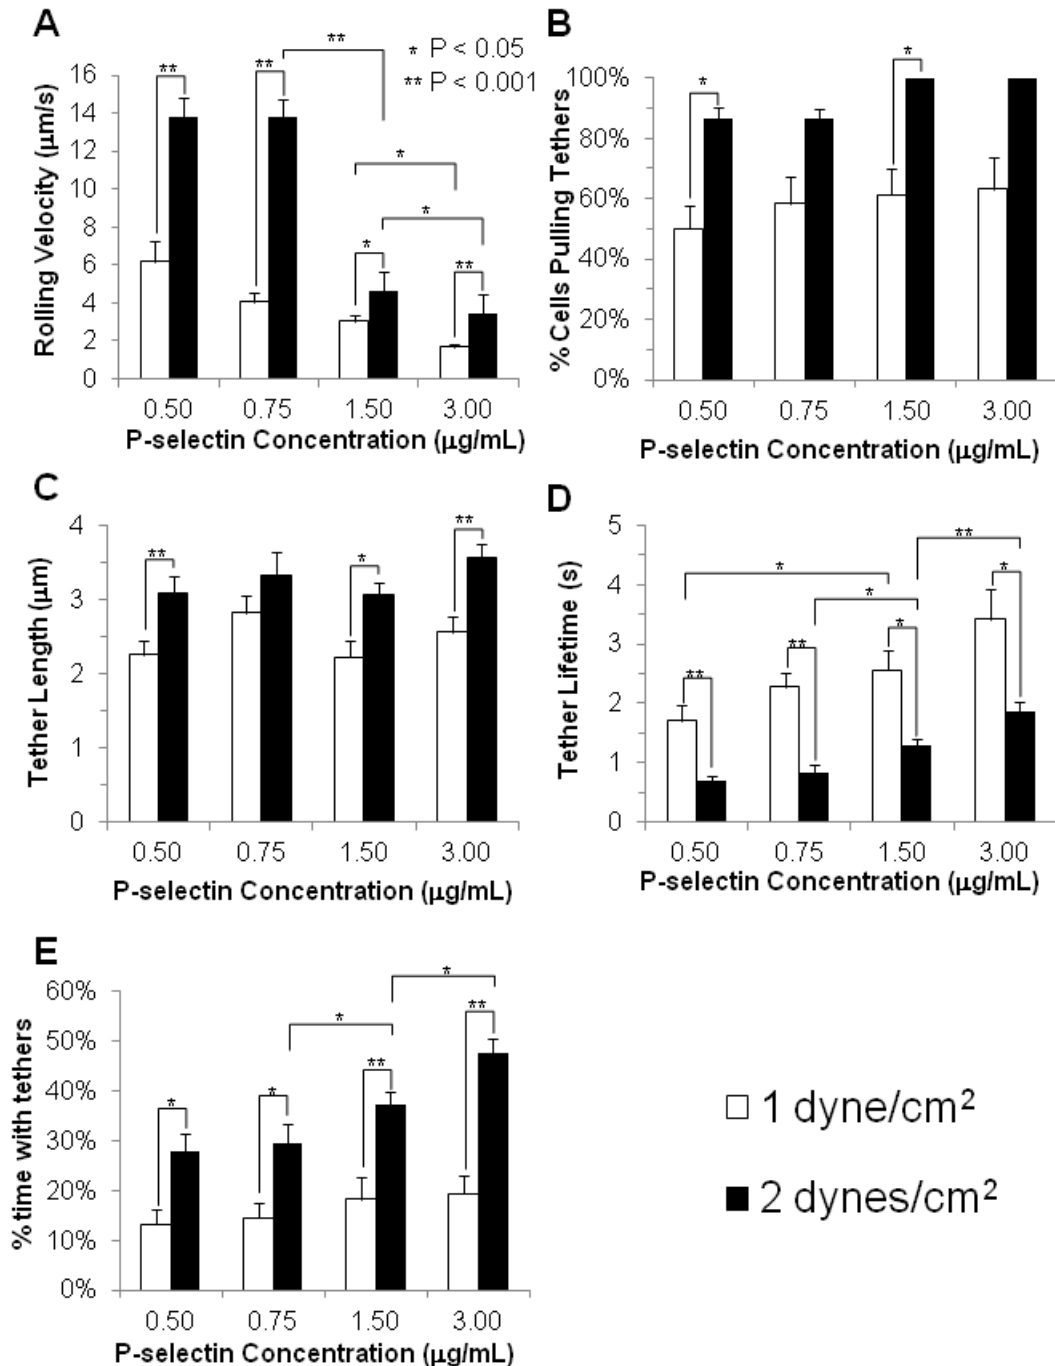 A
** * P < 0.05
** ** ** P < 0.001
16
14
12
10
8
6
4
2
0
Rolling Velocity (μm/s)
*
*
*
**
0.50 0.75 1.50 3.00
P-selectin Concentration (μg/mL)
B
* *
100%
80%
60%
40%
20%
0%
% Cells Pulling Tethers
0.50 0.75 1.50 3.00
P-selectin Concentration (μg/mL)
C
4
3
2
1
0
Tether Length (μm)
** * **
0.50 0.75 1.50 3.00
P-selectin Concentration (μg/mL)
D
5
4
3
2
1
0
Tether Lifetime (s)
**
* *
*
** ** *
0.50 0.75 1.50 3.00
P-selectin Concentration (μg/mL)
E
60%
50%
40%
30%
20%
10%
0%
% time with tethers
*
* **
* * **
0.50 0.75 1.50 3.00
P-selectin Concentration (μg/mL)
1 dyne/cm²
2 dynes/cm²